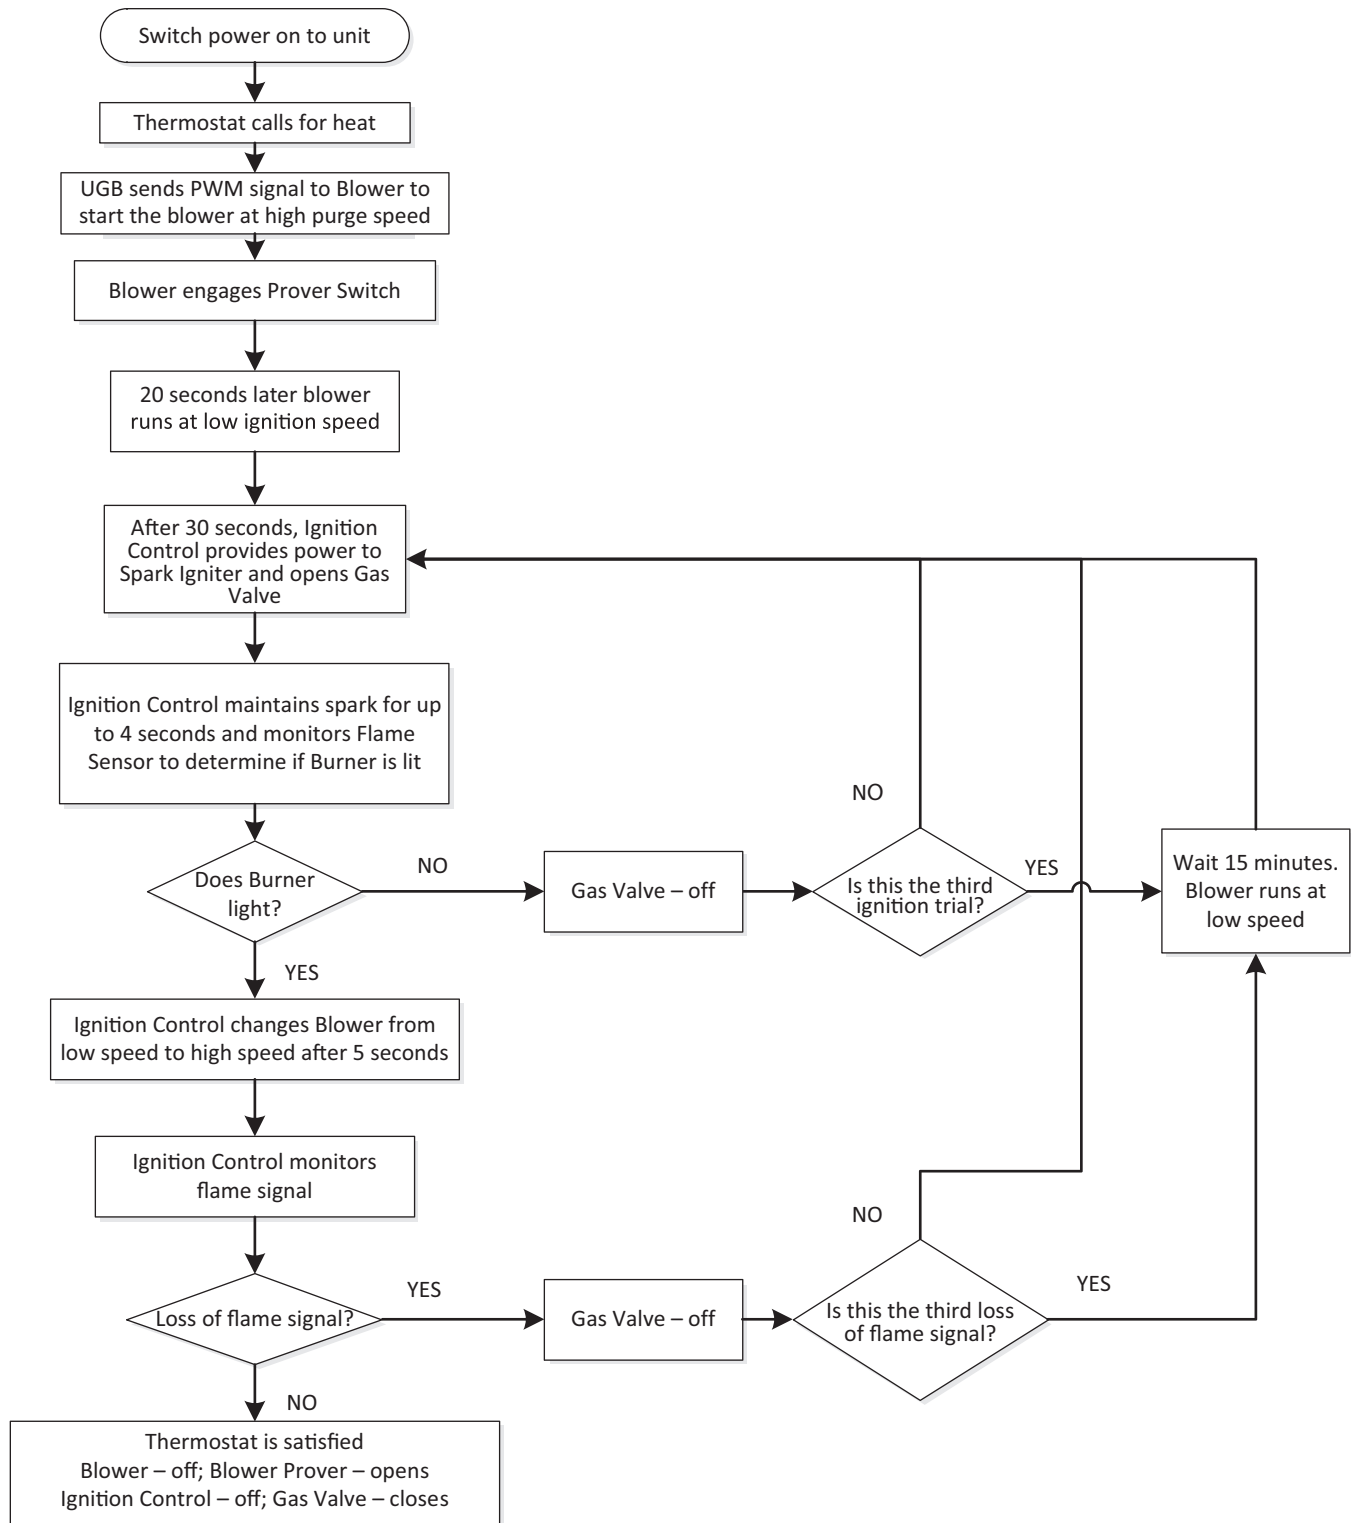 Switch power on to unit
Thermostat calls for heat
UGB sends PWM signal to Blower to
start the blower at high purge speed
Blower engages Prover Switch
20 seconds later blower
runs at low ignition speed
After 30 seconds, Ignition
Control provides power to
Spark Igniter and opens Gas
Valve
Ignition Control maintains spark for up
to 4 seconds and monitors Flame
Sensor to determine if Burner is lit
Does Burner
light?
NO
Gas Valve – off
Is this the third
ignition trial?
NO
YES
Wait 15 minutes.
Blower runs at
low speed
YES
Ignition Control changes Blower from
low speed to high speed after 5 seconds
Ignition Control monitors
flame signal
Loss of flame signal?
YES
Gas Valve – off
Is this the third loss
of flame signal?
NO
YES
NO
Thermostat is satisfied
Blower – off; Blower Prover – opens
Ignition Control – off; Gas Valve – closes